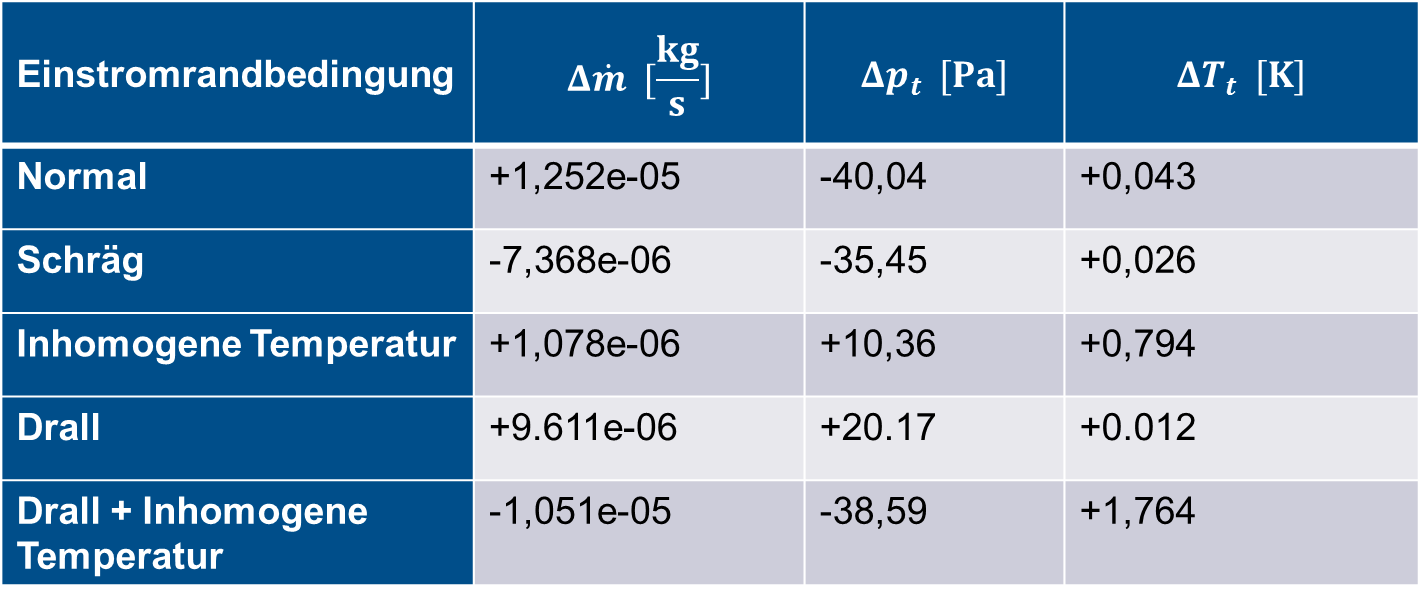 Einstromrandbedingung Δṁ [kg/s] Δp_t [Pa] ΔT_t [K]
Normal +1,252e-05 -40,04 +0,043
Schräg -7,368e-06 -35,45 +0,026
Inhomogene Temperatur +1,078e-06 +10,36 +0,794
Drall +9.611e-06 +20.17 +0.012
Drall + Inhomogene -1,051e-05 -38,59 +1,764
Temperatur